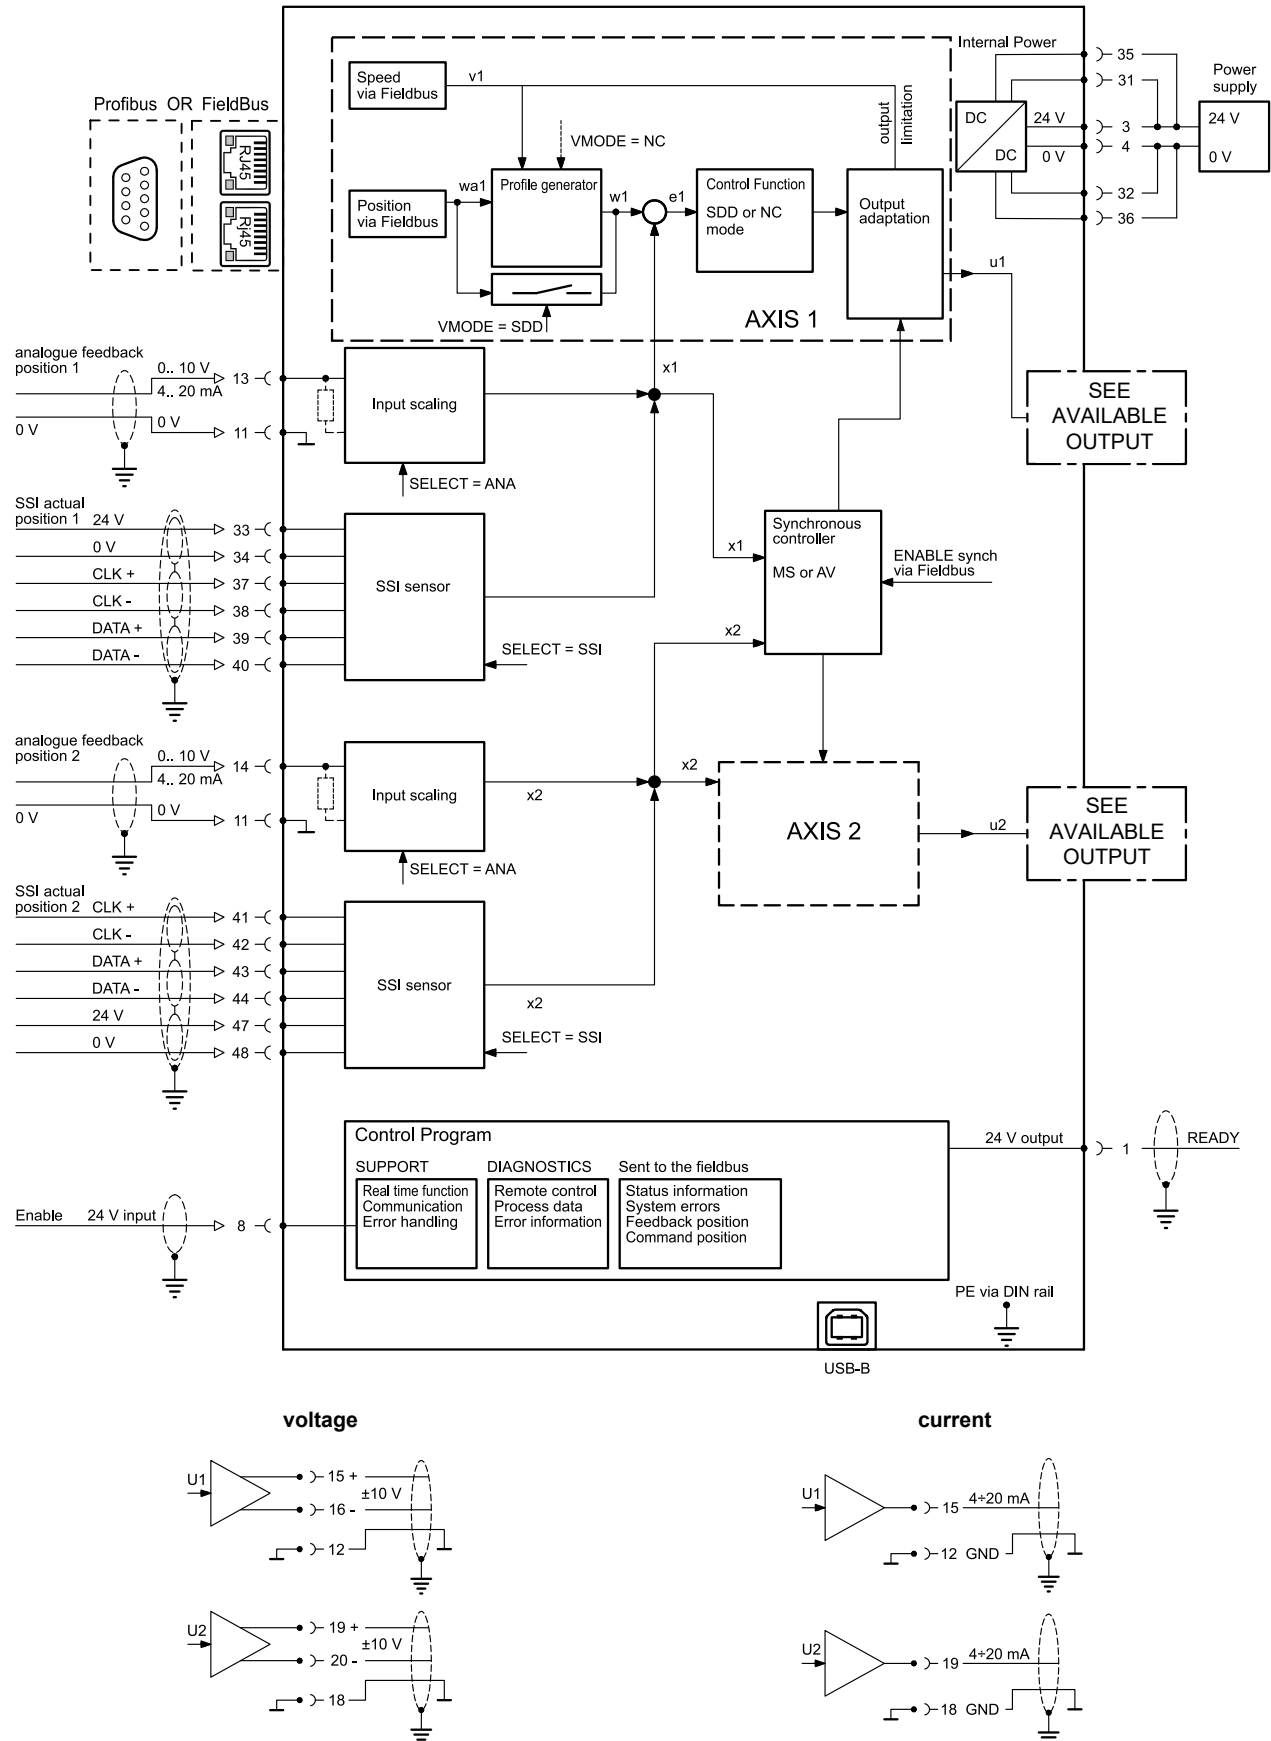 Profibus OR FieldBus
RJ45
Rj45
Speed
via Fieldbus
v1
VMODE = NC
output
limitation
Position
via Fieldbus
wa1
Profile generator
w1
e1
Control Function
SDD or NC
mode
Output
adaptation
VMODE = SDD
AXIS 1
u1
Internal Power
DC
DC
24 V
0 V
35
31
3
4
32
36
Power
supply
24 V
0 V
analogue feedback
position 1
0.. 10 V
4.. 20 mA
0 V
0 V
13
11
Input scaling
SELECT = ANA
x1
SEE
AVAILABLE
OUTPUT
SSI actual
position 1
24 V
0 V
CLK +
CLK -
DATA +
DATA -
33
34
37
38
39
40
SSI sensor
SELECT = SSI
x1
x2
Synchronous
controller
MS or AV
ENABLE synch
via Fieldbus
analogue feedback
position 2
0.. 10 V
4.. 20 mA
0 V
0 V
14
11
Input scaling
SELECT = ANA
x2
x2
AXIS 2
u2
SEE
AVAILABLE
OUTPUT
SSI actual
position 2
CLK +
CLK -
DATA +
DATA -
24 V
0 V
41
42
43
44
47
48
SSI sensor
x2
SELECT = SSI
Control Program
SUPPORT
Real time function
Communication
Error handling
DIAGNOSTICS
Remote control
Process data
Error information
Sent to the fieldbus
Status information
System errors
Feedback position
Command position
24 V output
1
READY
Enable
24 V input
8
PE via DIN rail
USB-B
voltage
U1
15 +
±10 V
16 -
12
U2
19 +
±10 V
20 -
18
current
U1
15
4÷20 mA
12 GND
U2
19
4÷20 mA
18 GND